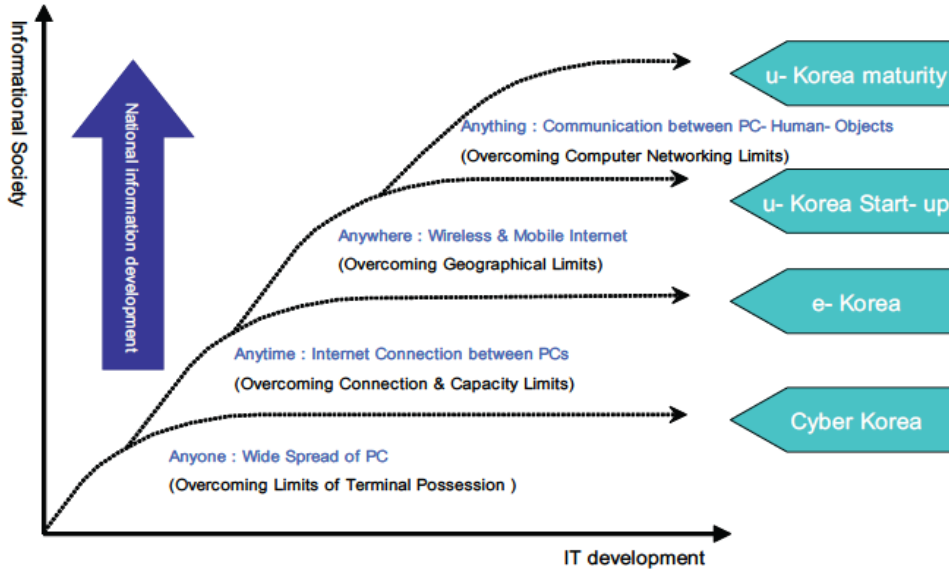 Informational Society
National information development
u- Korea maturity
Anything : Communication between PC- Human- Objects
(Overcoming Computer Networking Limits)
u- Korea Start- up
Anywhere : Wireless & Mobile Internet
(Overcoming Geographical Limits)
e- Korea
Anytime : Internet Connection between PCs
(Overcoming Connection & Capacity Limits)
Cyber Korea
Anyone : Wide Spread of PC
(Overcoming Limits of Terminal Possession )
IT development